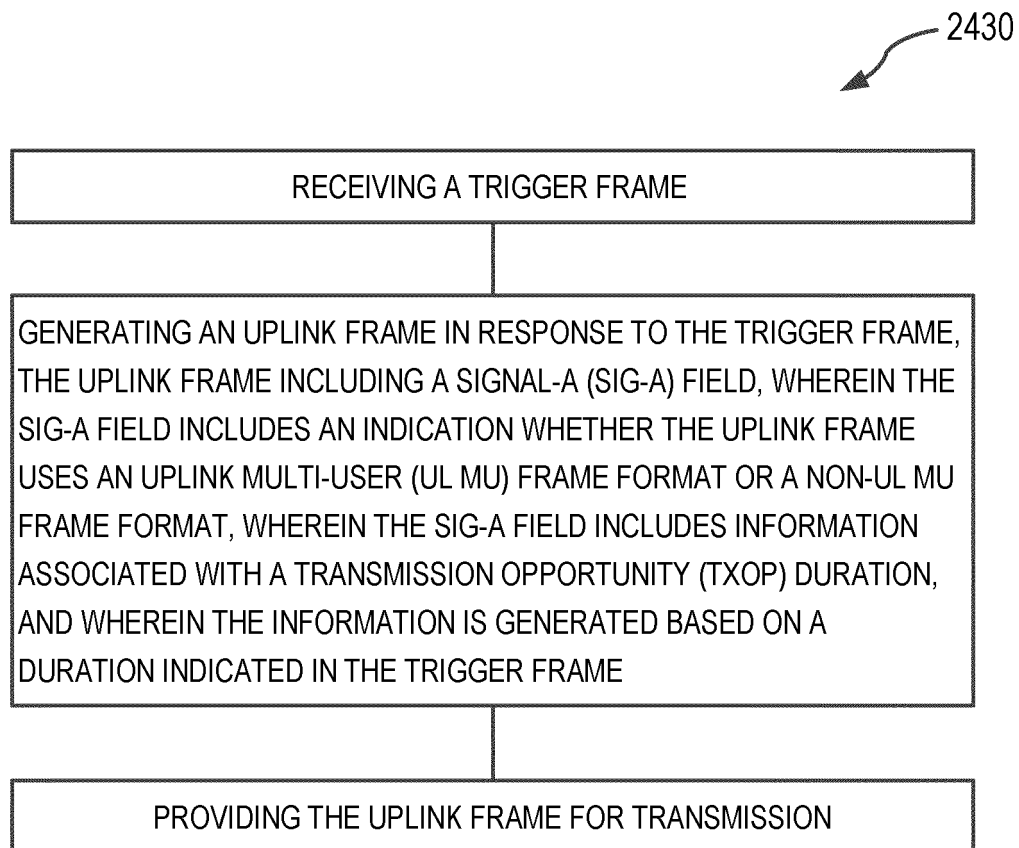 2430
RECEIVING A TRIGGER FRAME
GENERATING AN UPLINK FRAME IN RESPONSE TO THE TRIGGER FRAME,
THE UPLINK FRAME INCLUDING A SIGNAL-A (SIG-A) FIELD, WHEREIN THE
SIG-A FIELD INCLUDES AN INDICATION WHETHER THE UPLINK FRAME
USES AN UPLINK MULTI-USER (UL MU) FRAME FORMAT OR A NON-UL MU
FRAME FORMAT, WHEREIN THE SIG-A FIELD INCLUDES INFORMATION
ASSOCIATED WITH A TRANSMISSION OPPORTUNITY (TXOP) DURATION,
AND WHEREIN THE INFORMATION IS GENERATED BASED ON A
DURATION INDICATED IN THE TRIGGER FRAME
PROVIDING THE UPLINK FRAME FOR TRANSMISSION